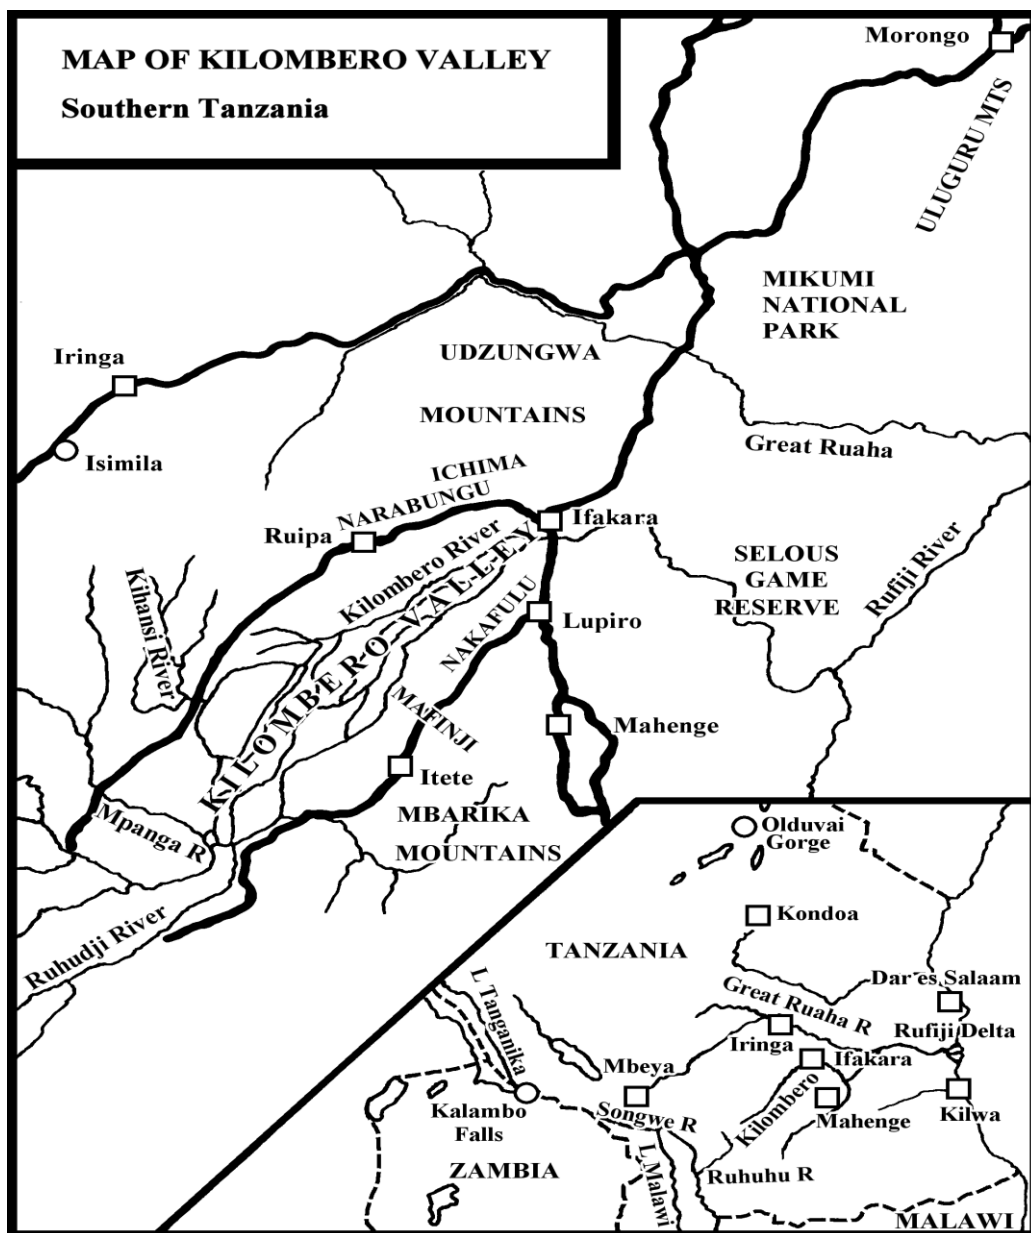 MAP OF KILOMBERO VALLEY
Southern Tanzania
Morongo
ULUGURU MTS
MIKUMI
NATIONAL
PARK
UDZUNGWA
MOUNTAINS
Iringa
Isimila
Great Ruaha
ICHIMA
NARABUNGU
Ruipa
Ifakara
Kilombero River
KILOMBERO VALLEY
SELOUS
GAME
RESERVE
Rufiji River
Kihansi River
NAKAFULU
Lupiro
MAFINJI
Mahenge
Itete
MBARIKA
MOUNTAINS
Mpanga R
Ruhudji River
Olduvai
Gorge
Kondoa
TANZANIA
Dar es Salaam
L Tanganika
Great Ruaha R
Rufiji Delta
Iringa
Ifakara
Mbeya
Kilombero
Kalambo
Falls
Songwe R
Mahenge
Kilwa
ZAMBIA
L Malawi
Ruhuhu R
MALAWI